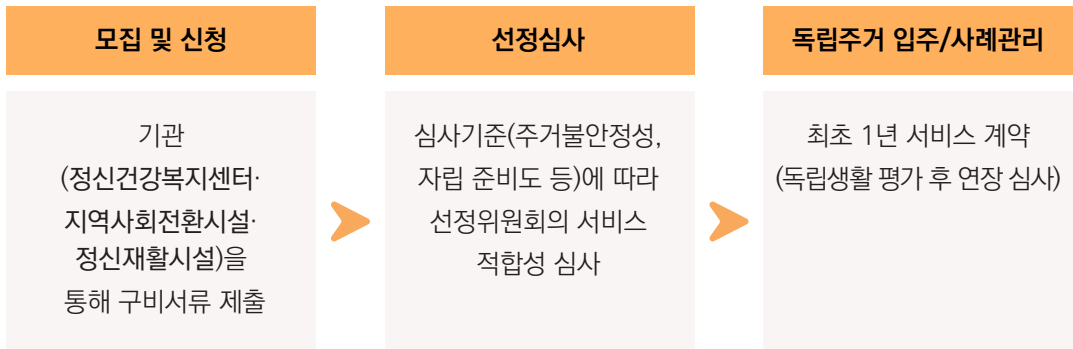 모집 및 신청
기관
(정신건강복지센터·
지역사회전환시설·
정신재활시설)을
통해 구비서류 제출
선정심사
심사기준(주거불안정성,
자립 준비도 등)에 따라
선정위원회의 서비스
적합성 심사
독립주거 입주/사례관리
최초 1년 서비스 계약
(독립생활 평가 후 연장 심사)